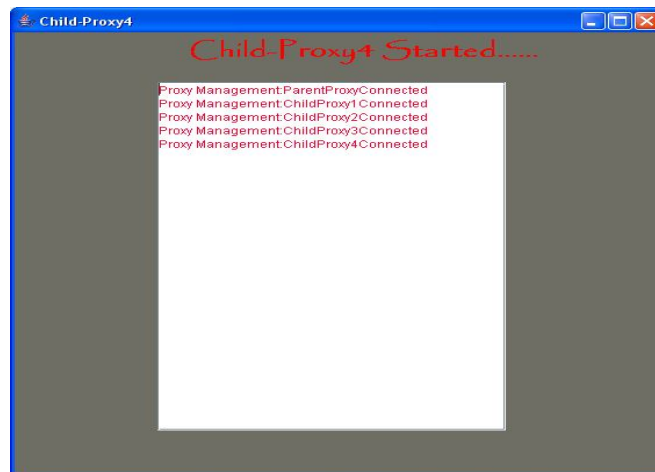 Child-Proxy4
Child-Proxy4 Started......
Proxy Management:ParentProxyConnected
Proxy Management:ChildProxy1Connected
Proxy Management:ChildProxy2Connected
Proxy Management:ChildProxy3Connected
Proxy Management:ChildProxy4Connected